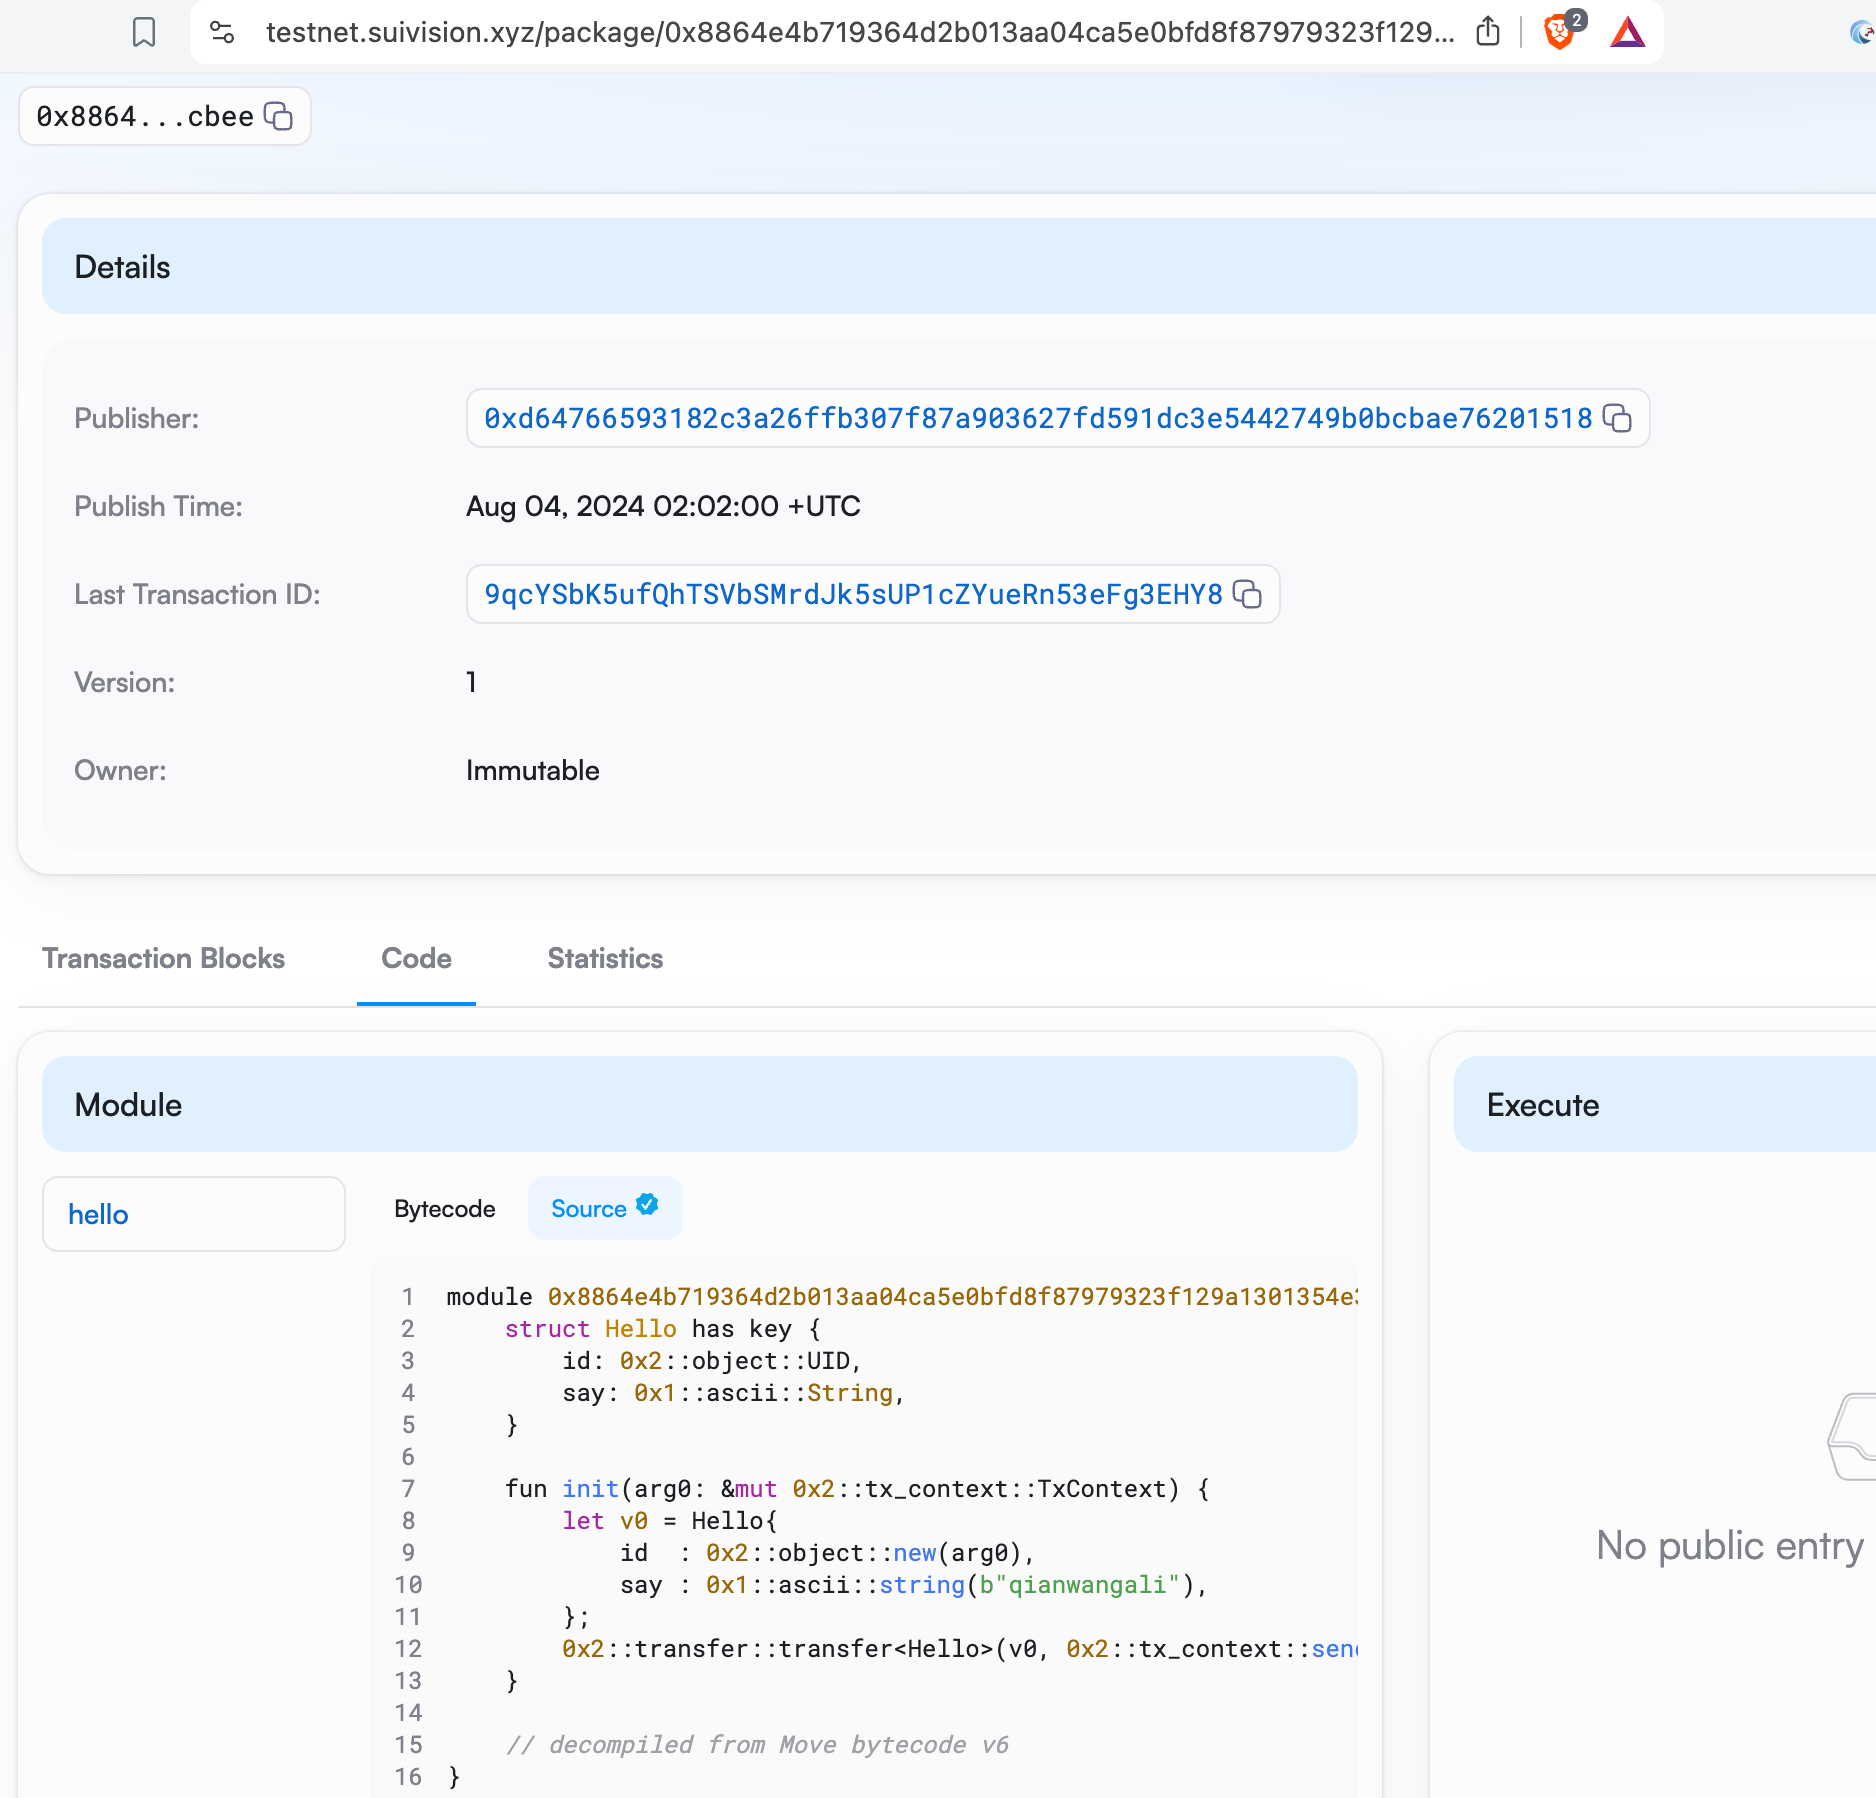 testnet.suivision.xyz/package/0x8864e4b719364d2b013aa04ca5e0bfd8f87979323f129... 2
0x8864...cbee
Details
Publisher: 0xd64766593182c3a26ffb307f87a903627fd591dc3e5442749b0bcbae76201518
Publish Time: Aug 04, 2024 02:02:00 +UTC
Last Transaction ID: 9qcYSbK5ufQhTSVbSMrdJk5sUP1cZYueRn53eFg3EHY8
Version: 1
Owner: Immutable
Transaction Blocks Code Statistics
Module
Execute
hello
Bytecode Source
1 module 0x8864e4b719364d2b013aa04ca5e0bfd8f87979323f129a1301354e
2 struct Hello has key {
3 id: 0x2::object::UID,
4 say: 0x1::ascii::String,
5 }
6
7 fun init(arg0: &mut 0x2::tx_context::TxContext) {
8 let v0 = Hello{
9 id  : 0x2::object::new(arg0),
10 say : 0x1::ascii::string(b"qianwangali"),
11 };
12 0x2::transfer::transfer<Hello>(v0, 0x2::tx_context::sen
13 }
14
15 // decompiled from Move bytecode v6
16 }
No public entry